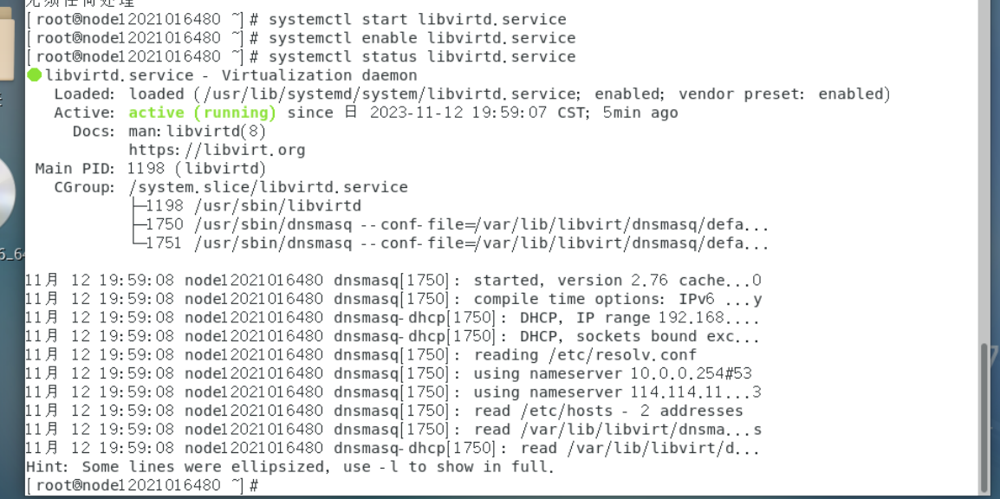 无须任何处理
[root@node12021016480 ~]# systemctl start libvirtd.service
[root@node12021016480 ~]# systemctl enable libvirtd.service
[root@node12021016480 ~]# systemctl status libvirtd.service
libvirtd.service - Virtualization daemon
Loaded: loaded (/usr/lib/systemd/system/libvirtd.service; enabled; vendor preset: enabled)
Active: active (running) since 日 2023-11-12 19:59:07 CST; 5min ago
Docs: man:libvirtd(8)
https://libvirt.org
Main PID: 1198 (libvirtd)
CGroup: /system.slice/libvirtd.service
├─1198 /usr/sbin/libvirtd
├─1750 /usr/sbin/dnsmasq --conf-file=/var/lib/libvirt/dnsmasq/defa...
└─1751 /usr/sbin/dnsmasq --conf-file=/var/lib/libvirt/dnsmasq/defa...
11月 12 19:59:08 node12021016480 dnsmasq[1750]: started, version 2.76 cache...0
11月 12 19:59:08 node12021016480 dnsmasq[1750]: compile time options: IPv6 ...y
11月 12 19:59:08 node12021016480 dnsmasq-dhcp[1750]: DHCP, IP range 192.168....
11月 12 19:59:08 node12021016480 dnsmasq-dhcp[1750]: DHCP, sockets bound exc...
11月 12 19:59:08 node12021016480 dnsmasq[1750]: reading /etc/resolv.conf
11月 12 19:59:08 node12021016480 dnsmasq[1750]: using nameserver 10.0.0.254#53
11月 12 19:59:08 node12021016480 dnsmasq[1750]: using nameserver 114.114.11...3
11月 12 19:59:08 node12021016480 dnsmasq[1750]: read /etc/hosts - 2 addresses
11月 12 19:59:08 node12021016480 dnsmasq[1750]: read /var/lib/libvirt/dnsma...s
11月 12 19:59:08 node12021016480 dnsmasq-dhcp[1750]: read /var/lib/libvirt/d...
Hint: Some lines were ellipsized, use -l to show in full.
[root@node12021016480 ~]#